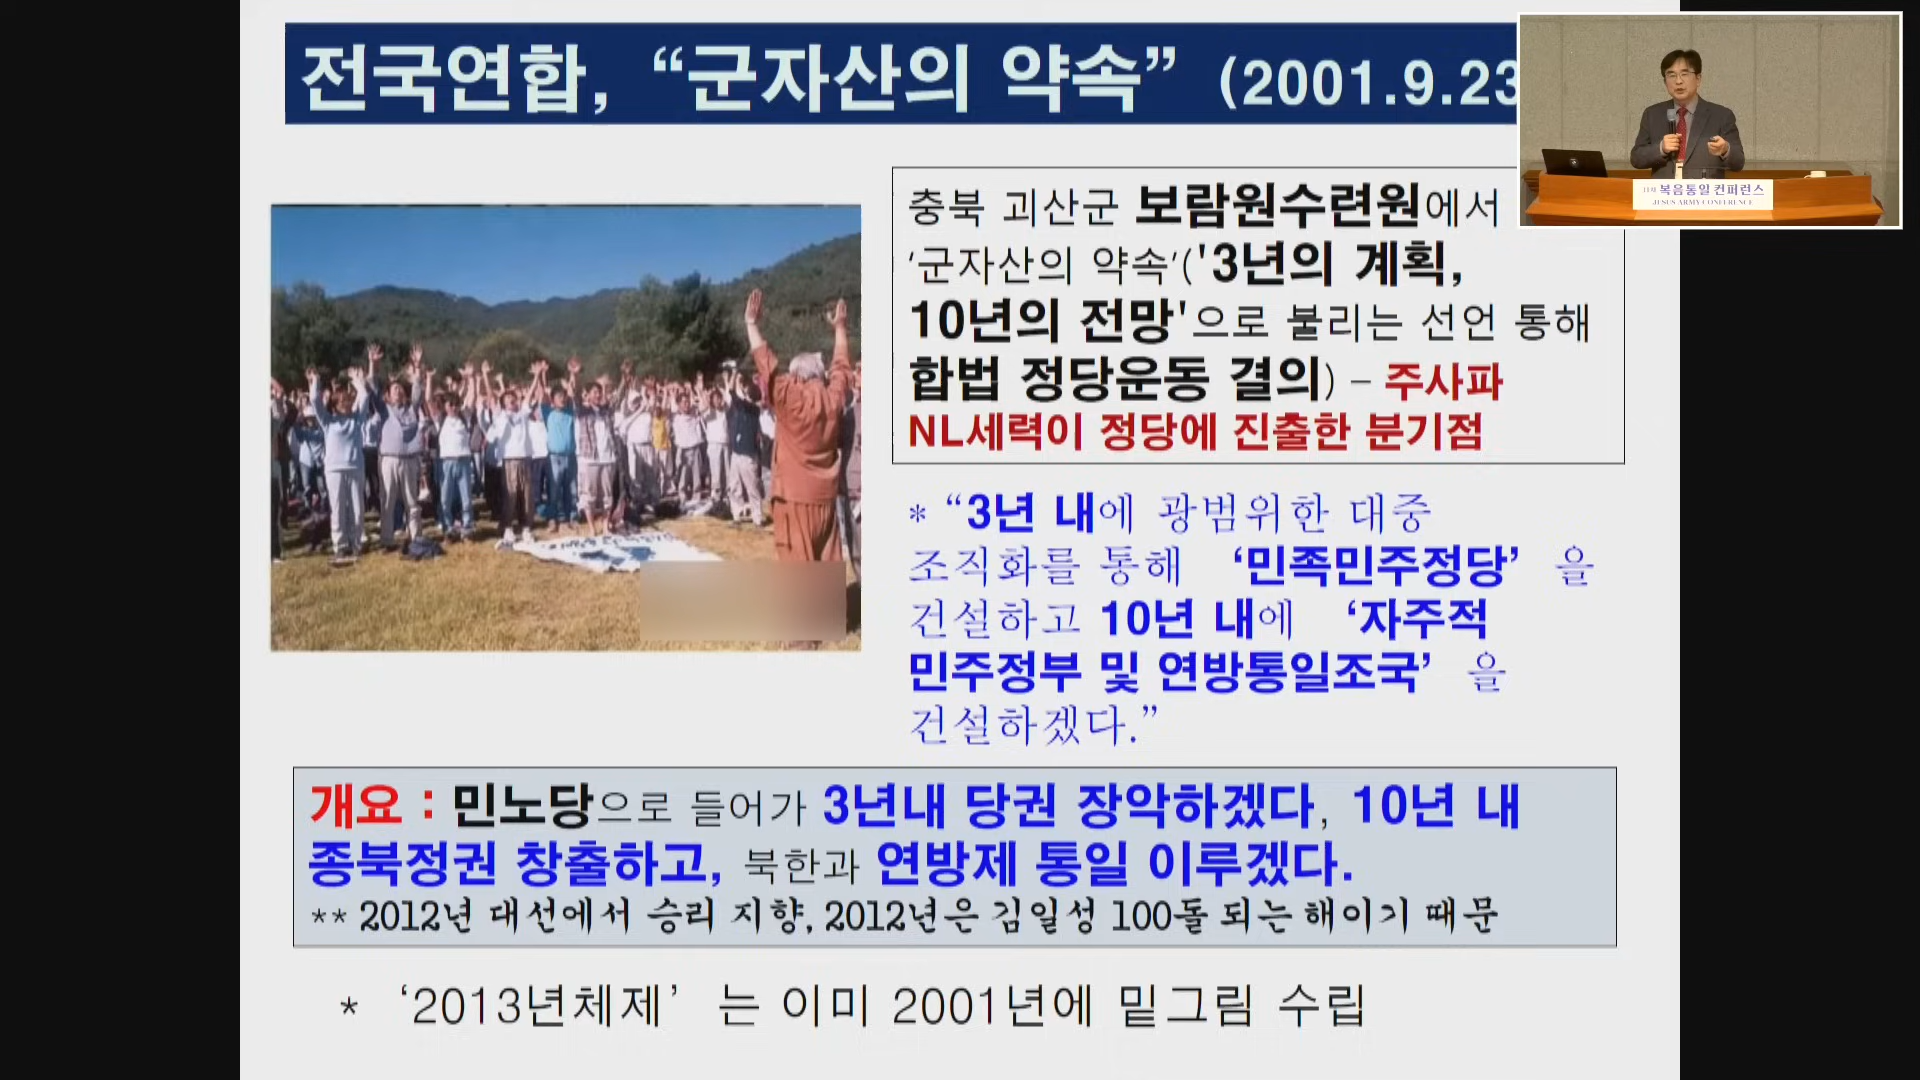 전국연합, “군자산의 약속” (2001.9.23
11차 복음통일 컨퍼런스
JESUS ARMY CONFERENCE
충북 괴산군 보람원수련원에서
‘군자산의 약속’('3년의 계획,
10년의 전망'으로 불리는 선언 통해
합법 정당운동 결의) – 주사파
NL세력이 정당에 진출한 분기점
* “3년 내에 광범위한 대중
조직화를 통해 ‘민족민주정당’ 을
건설하고 10년 내에 ‘자주적
민주정부 및 연방통일조국’ 을
건설하겠다.”
개요 : 민노당으로 들어가 3년내 당권 장악하겠다, 10년 내
종북정권 창출하고, 북한과 연방제 통일 이루겠다.
** 2012년 대선에서 승리 지향, 2012년은 김일성 100돌 되는 해이기 때문
* ‘2013년체제’ 는 이미 2001년에 밑그림 수립